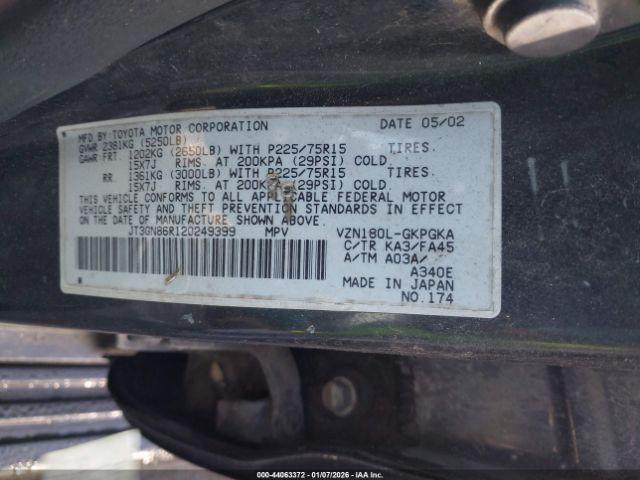 MFD BY:TOYOTA MOTOR CORPORATION DATE 05/02
GVWR 2381KG (5250LB)
GAWR FRT. 1202KG (2650LB) WITH P225/75R15 TIRES.
15X7J RIMS. AT 200KPA (29PSI) COLD.
RR. 1361KG (3000LB) WITH P225/75R15 TIRES.
15X7J RIMS. AT 200KPA (29PSI) COLD.
THIS VEHICLE CONFORMS TO ALL APPLICABLE FEDERAL MOTOR
VEHICLE SAFETY AND THEFT PREVENTION STANDARDS IN EFFECT
ON THE DATE OF MANUFACTURE SHOWN ABOVE.
JT3GN86R120249399 MPV VZN180L-GKPGKA
C/TR KA3/FA45
A/TM A03A/
A340E
MADE IN JAPAN
NO.174
000-44063372 - 01/07/2026 - IAA Inc.